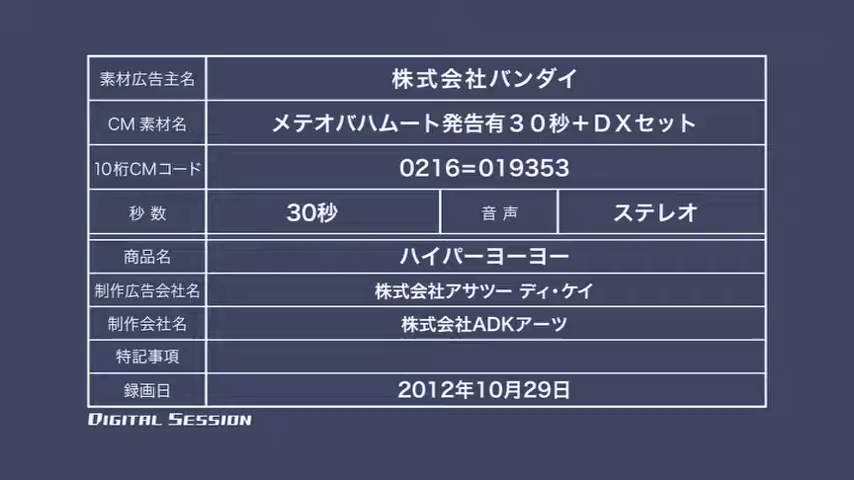 素材広告主名 株式会社バンダイ
CM 素材名 メテオバハムート発告有３０秒＋ＤＸセット
10桁CMコード 0216=019353
秒 数 30秒 音 声 ステレオ
商品名 ハイパーヨーヨー
制作広告会社名 株式会社アサツー ディ・ケイ
制作会社名 株式会社ADKアーツ
特記事項
録画日 2012年10月29日
DIGITAL SESSION